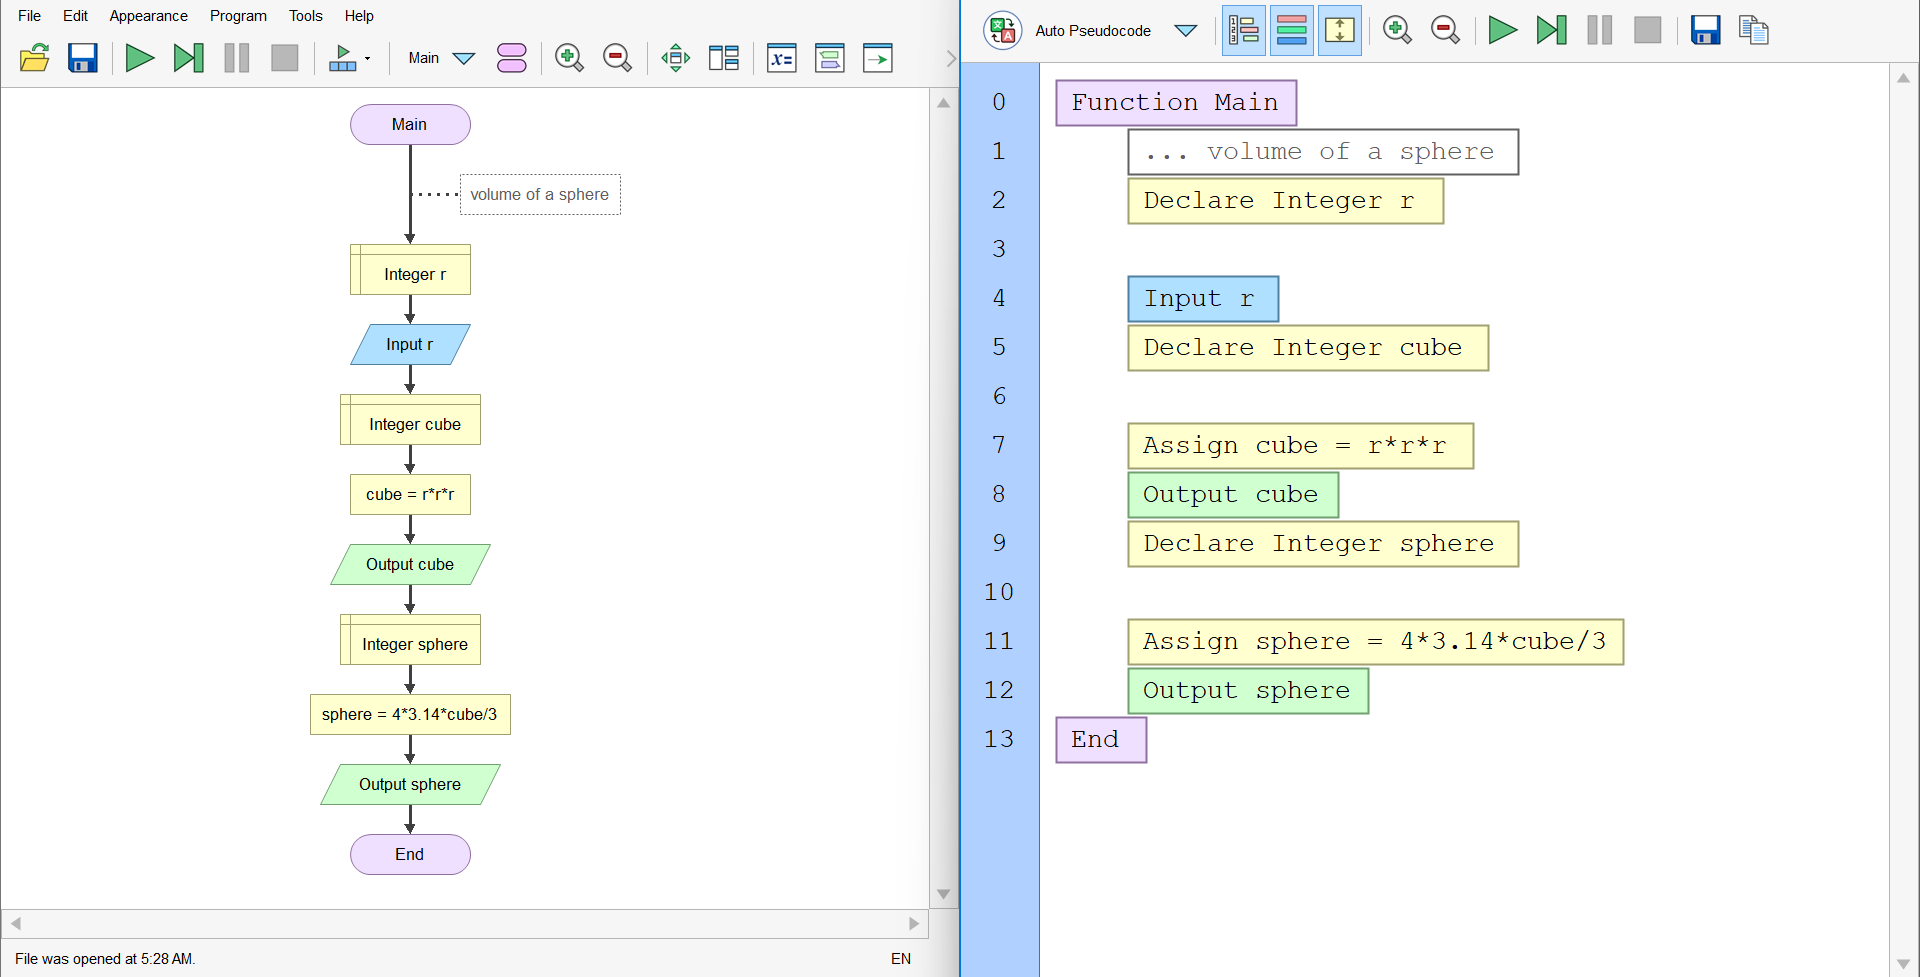 File Edit Appearance Program Tools Help
Main
x=
Main
volume of a sphere
Integer r
Input r
Integer cube
cube = r*r*r
Output cube
Integer sphere
sphere = 4*3.14*cube/3
Output sphere
End
File was opened at 5:28 AM.
EN
Auto Pseudocode
0 Function Main
1 ... volume of a sphere
2 Declare Integer r
3
4 Input r
5 Declare Integer cube
6
7 Assign cube = r*r*r
8 Output cube
9 Declare Integer sphere
10
11 Assign sphere = 4*3.14*cube/3
12 Output sphere
13 End